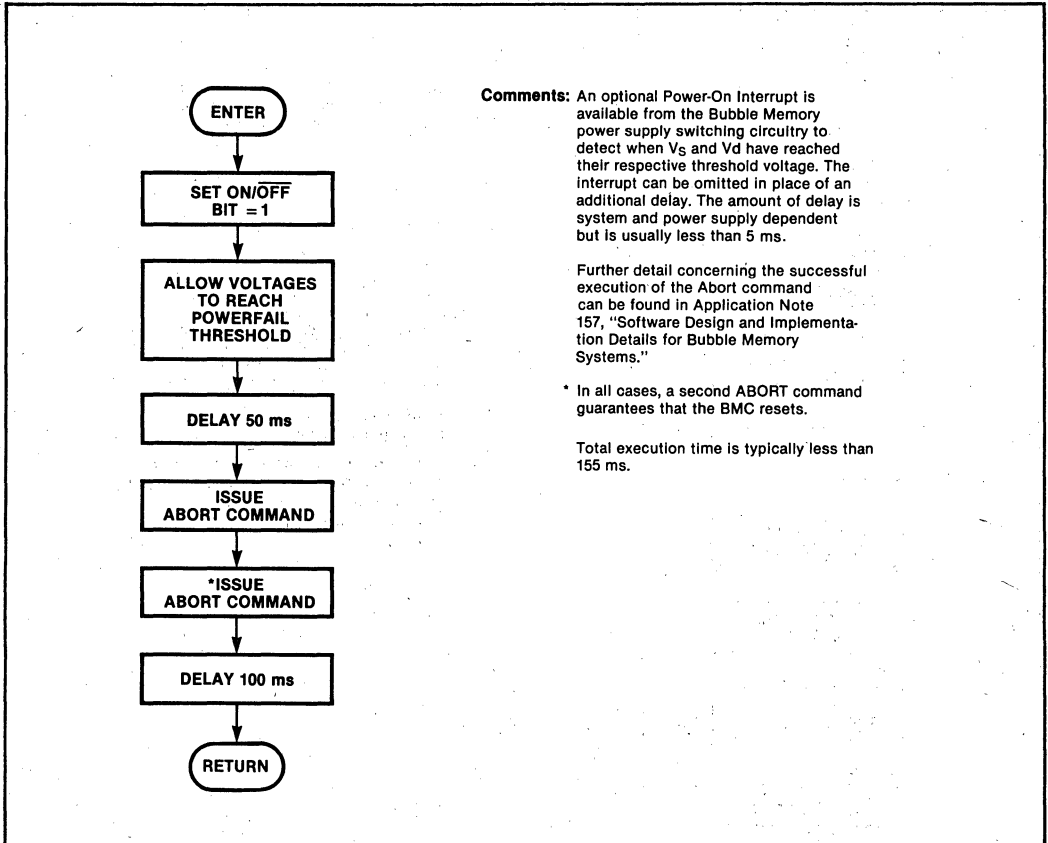 ENTER
SET ON/OFF
BIT = 1
ALLOW VOLTAGES
TO REACH
POWERFAIL
THRESHOLD
DELAY 50 ms
ISSUE
ABORT COMMAND
*ISSUE
ABORT COMMAND
DELAY 100 ms
RETURN
Comments: An optional Power-On Interrupt is
available from the Bubble Memory
power supply switching circuitry to
detect when VS and Vd have reached
their respective threshold voltage. The
interrupt can be omitted in place of an
additional delay. The amount of delay is
system and power supply dependent
but is usually less than 5 ms.
Further detail concerning the successful
execution of the Abort command
can be found in Application Note
157, "Software Design and Implementa-
tion Details for Bubble Memory
Systems."
* In all cases, a second ABORT command
guarantees that the BMC resets.
Total execution time is typically less than
155 ms.